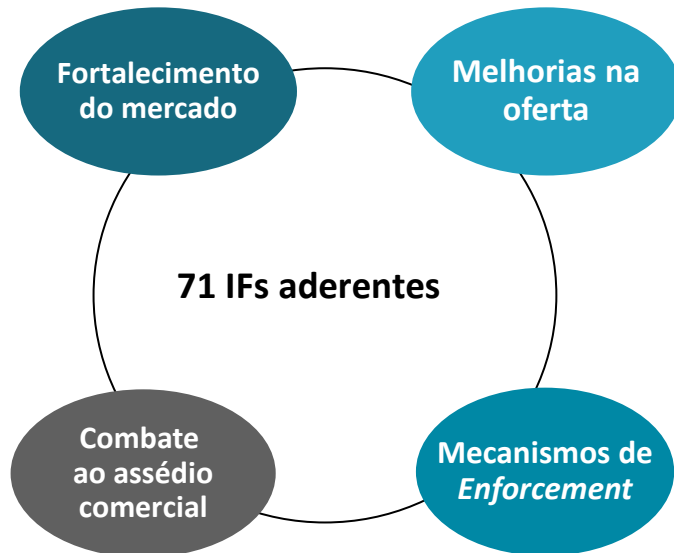 Fortalecimento
do mercado
Melhorias na
oferta
71 IFs aderentes
Combate
ao assédio
comercial
Mecanismos de
Enforcement